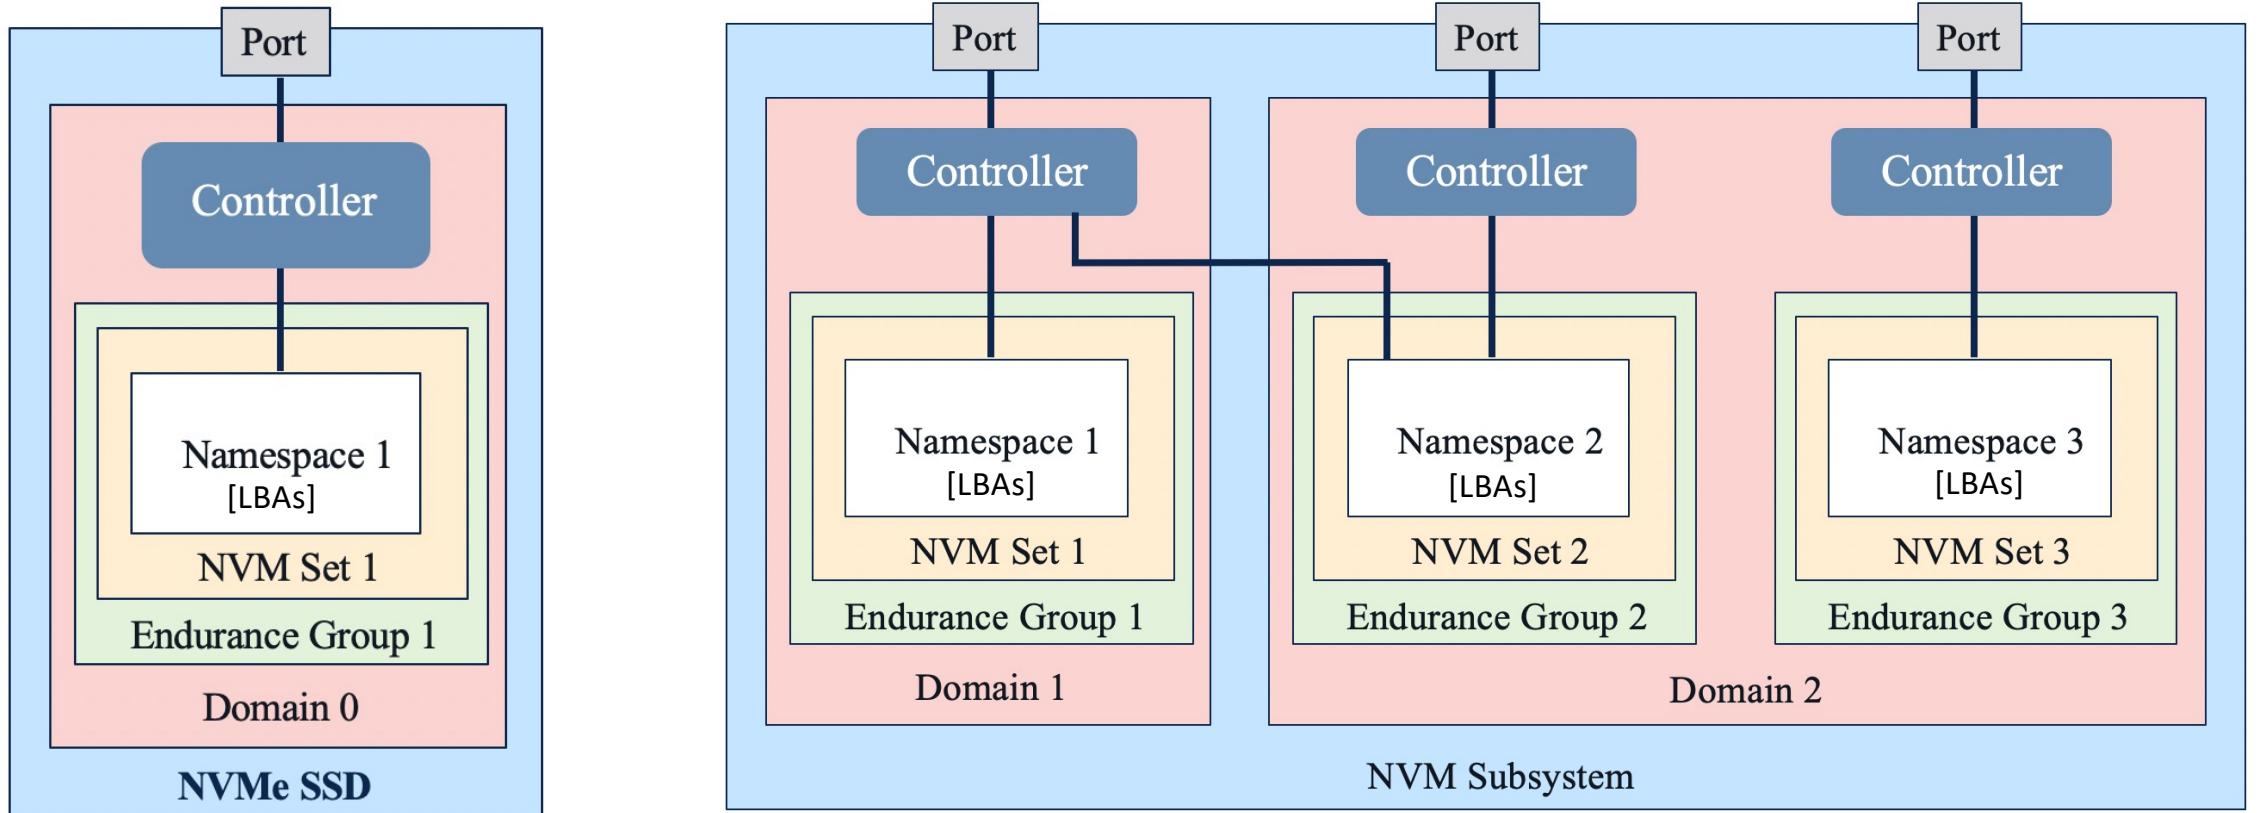 Port
Controller
Namespace 1
[LBAs]
NVM Set 1
Endurance Group 1
Domain 0
NVMe SSD
Port
Port
Port
Controller
Controller
Controller
Namespace 1
[LBAs]
NVM Set 1
Endurance Group 1
Domain 1
Namespace 2
[LBAs]
NVM Set 2
Endurance Group 2
Namespace 3
[LBAs]
NVM Set 3
Endurance Group 3
Domain 2
NVM Subsystem